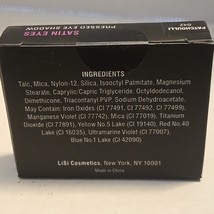 PATCHOULLI
042
SATIN EYES
PRESSED EYE SHADOW
INGREDIENTS
Talc, Mica, Nylon-12, Silica, Isooctyl Palmitate, Magnesium
Stearate, Caprylic/Capric Triglyceride, Octyldodecanol,
Dimethicone, Triacontanyl PVP, Sodium Dehydroacetate,
May contain: Iron Oxides (CI 77491, CI 77492, CI 77499),
Manganese Violet (CI 77742), Mica (CI 77019), Titanium
Dioxide (CI 77891), Yellow No.5 Lake (CI 19140), Red No.40
Lake (CI 16035), Ultramarine Violet (CI 77007),
Blue No.1 Lake (CI 42090)
LiSi Cosmetics, New York, NY 10001
Made in China